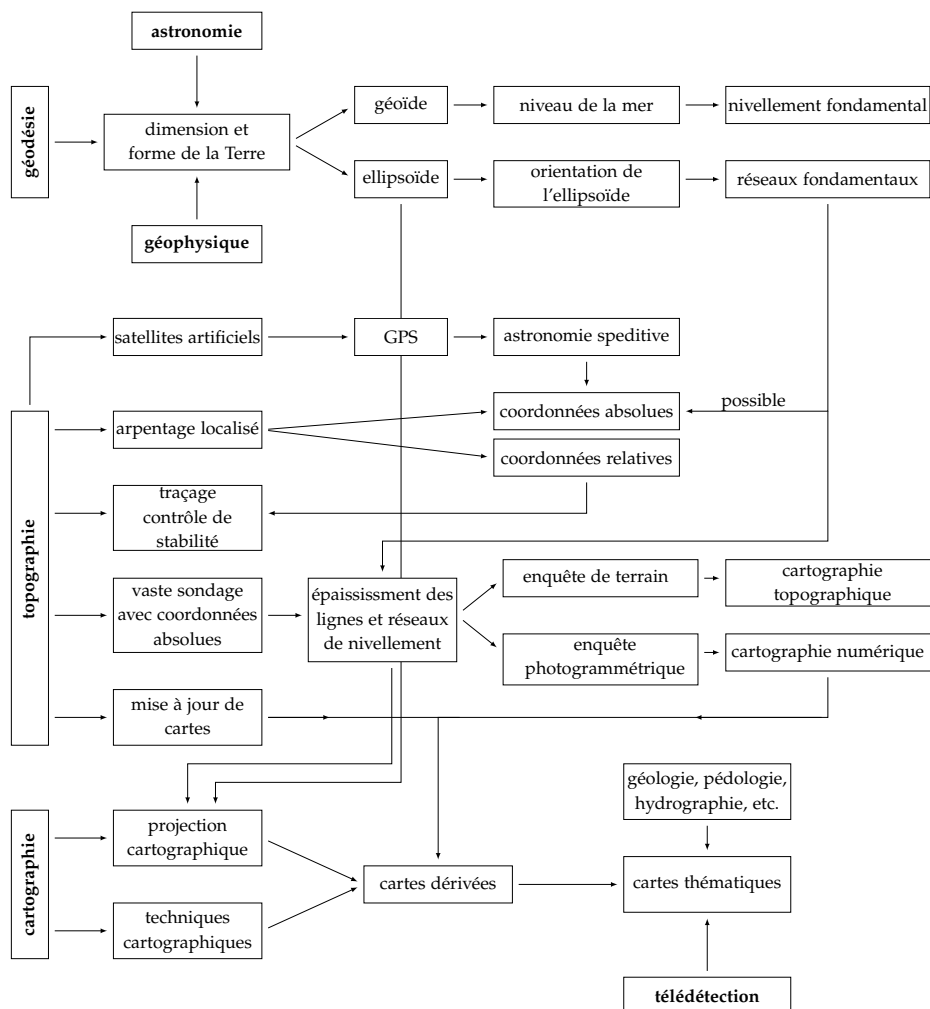 astronomie
géodésie
dimension et
forme de la Terre
géoïde
niveau de la mer
nivellement fondamental
ellipsoïde
orientation de
l'ellipsoïde
réseaux fondamentaux
géophysique
topographie
satellites artificiels
GPS
astronomie speditive
possible
arpentage localisé
coordonnées absolues
coordonnées relatives
traçage
contrôle de
stabilité
vaste sondage
avec coordonnées
absolues
épaississment des
lignes et réseaux
de nivellement
enquête de terrain
cartographie
topographique
enquête
photogrammétrique
cartographie numérique
mise à jour de
cartes
cartographie
projection
cartographique
techniques
cartographiques
cartes dérivées
géologie, pédologie,
hydrographie, etc.
cartes thématiques
télédétection